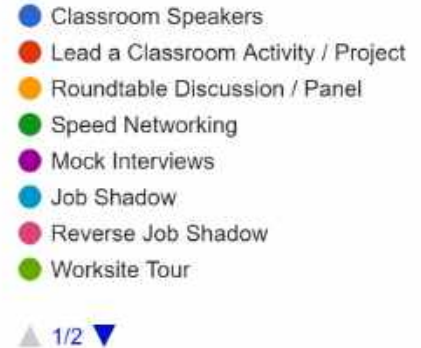 Classroom Speakers
Lead a Classroom Activity / Project
Roundtable Discussion / Panel
Speed Networking
Mock Interviews
Job Shadow
Reverse Job Shadow
Worksite Tour
1/2